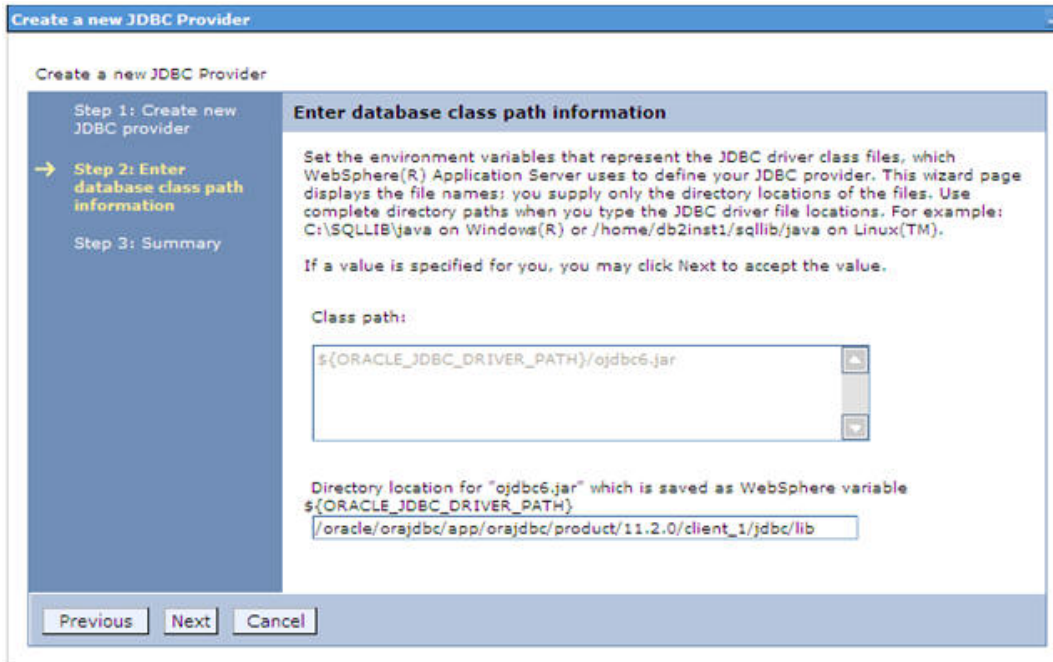 Create a new JDBC Provider
Create a new JDBC Provider
Step 1: Create new
JDBC provider
Step 2: Enter
database class path
information
Step 3: Summary
Enter database class path information
Set the environment variables that represent the JDBC driver class files, which
WebSphere(R) Application Server uses to define your JDBC provider. This wizard page
displays the file names; you supply only the directory locations of the files. Use
complete directory paths when you type the JDBC driver file locations. For example:
C:\SQLLIB\java on Windows(R) or /home/db2inst1/sqllib/java on Linux(TM).
If a value is specified for you, you may click Next to accept the value.
Class path:
${ORACLE_JDBC_DRIVER_PATH}/ojdbc6.jar
Directory location for "ojdbc6.jar" which is saved as WebSphere variable
${ORACLE_JDBC_DRIVER_PATH}
/oracle/orajdbc/app/orajdbc/product/11.2.0/client_1/jdbc/lib
Previous Next Cancel